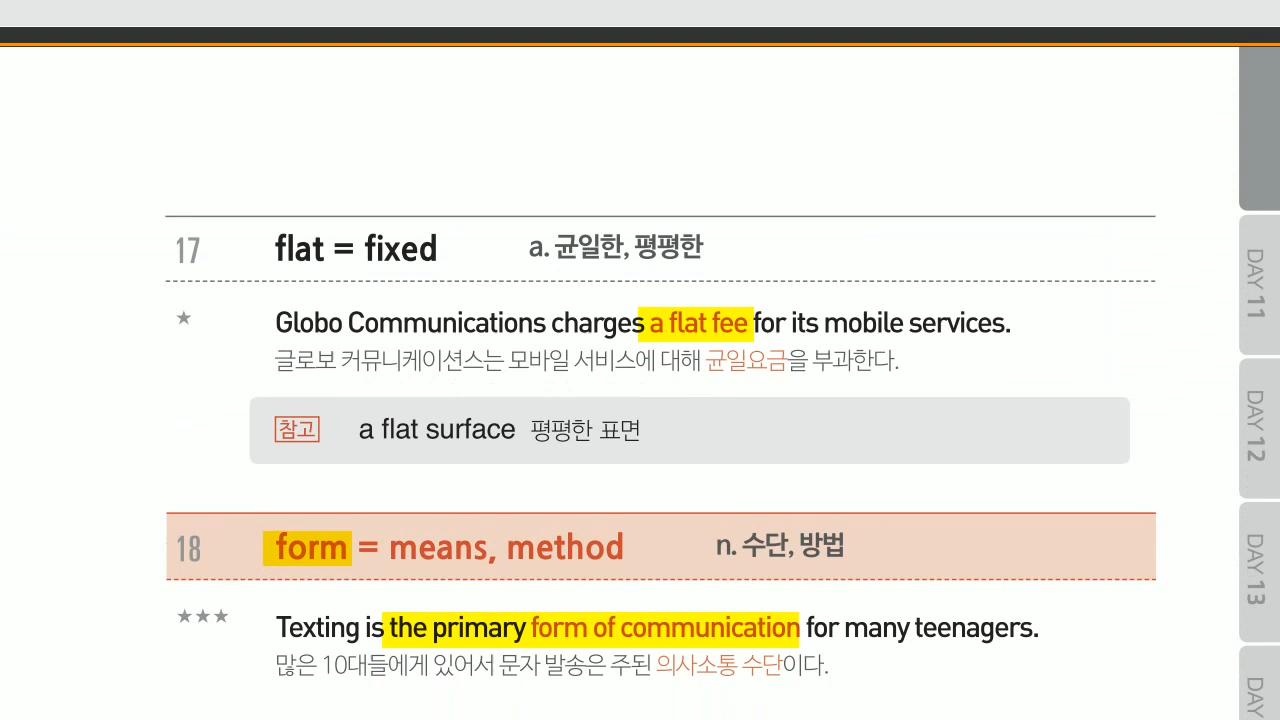 17 flat = fixed a. 균일한, 평평한
★ Globo Communications charges a flat fee for its mobile services.
글로보 커뮤니케이션스는 모바일 서비스에 대해 균일요금을 부과한다.
참고 a flat surface 평평한 표면
18 form = means, method n. 수단, 방법
★★★ Texting is the primary form of communication for many teenagers.
많은 10대들에게 있어서 문자 발송은 주된 의사소통 수단이다.
DAY 11
DAY 12
DAY 13
DAY